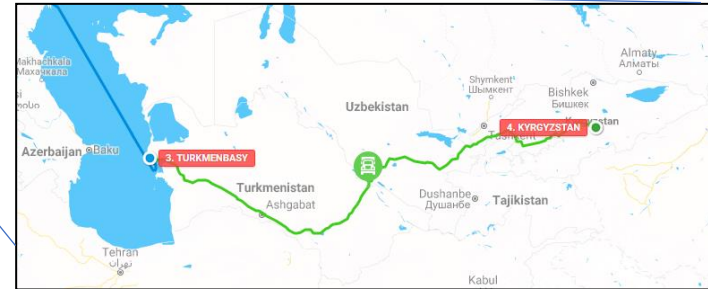 Makhachkala
Махачкала
Almaty
Алматы
Shymkent
Шымкент
Bishkek
Бишкек
Uzbekistan
4. KYRGYZSTAN
Azerbaijan
Baku
3. TURKMENBASY
Turkmenistan
Ashgabat
Dushanbe
Душанбе
Tajikistan
Tehran
تهران
Kabul